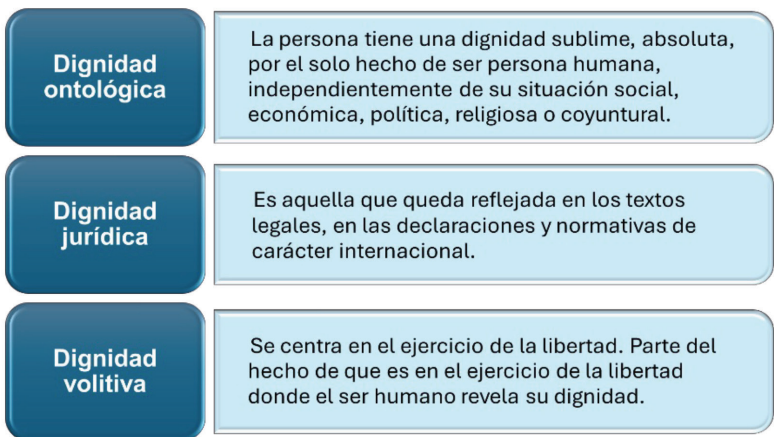 Dignidad
ontológica
La persona tiene una dignidad sublime, absoluta,
por el solo hecho de ser persona humana,
independientemente de su situación social,
económica, política, religiosa o coyuntural.
Dignidad
jurídica
Es aquella que queda reflejada en los textos
legales, en las declaraciones y normativas de
carácter internacional.
Dignidad
volitiva
Se centra en el ejercicio de la libertad. Parte del
hecho de que es en el ejercicio de la libertad
donde el ser humano revela su dignidad.